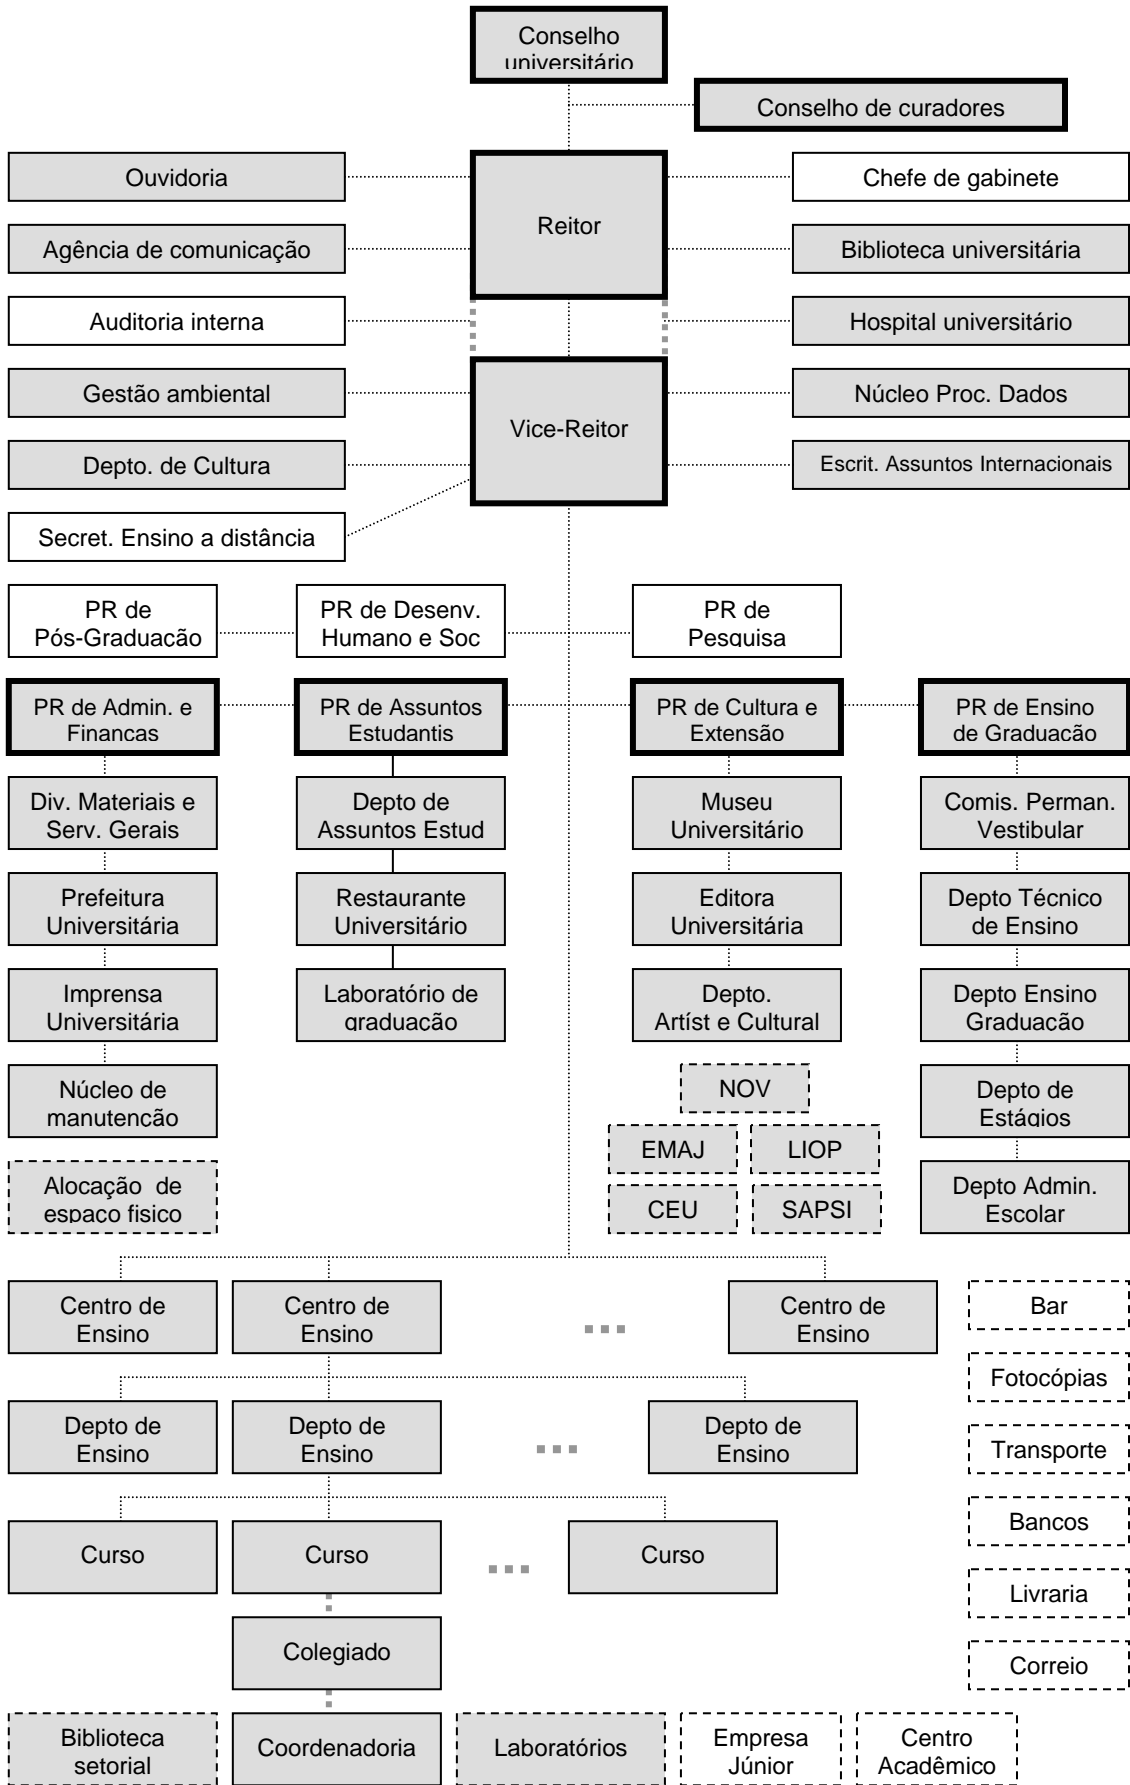 Conselho
universitário
Conselho de curadores
Ouvidoria
Reitor
Chefe de gabinete
Agência de comunicação
Biblioteca universitária
Auditoria interna
Hospital universitário
Gestão ambiental
Vice-Reitor
Núcleo Proc. Dados
Depto. de Cultura
Escrit. Assuntos Internacionais
Secret. Ensino a distância
PR de
Pós-Graduação
PR de Desenv.
Humano e Soc
PR de
Pesquisa
PR de Admin. e
Finanças
PR de Assuntos
Estudantis
PR de Cultura e
Extensão
PR de Ensino
de Graduação
Div. Materiais e
Serv. Gerais
Depto de
Assuntos Estud
Museu
Universitário
Comis. Perman.
Vestibular
Prefeitura
Universitária
Restaurante
Universitário
Editora
Universitária
Depto Técnico
de Ensino
Imprensa
Universitária
Laboratório de
graduação
Depto.
Artíst e Cultural
Depto Ensino
Graduação
Núcleo de
manutenção
NOV
Depto de
Estágios
EMAJ
LIOP
Alocação de
espaço fisico
CEU
SAPSI
Depto Admin.
Escolar
Centro de
Ensino
Centro de
Ensino
...
Centro de
Ensino
Bar
Fotocópias
Depto de
Ensino
Depto de
Ensino
...
Depto de
Ensino
Transporte
Bancos
Curso
Curso
...
Curso
Livraria
Colegiado
Correio
Biblioteca
setorial
Coordenadoria
Laboratórios
Empresa
Júnior
Centro
Acadêmico